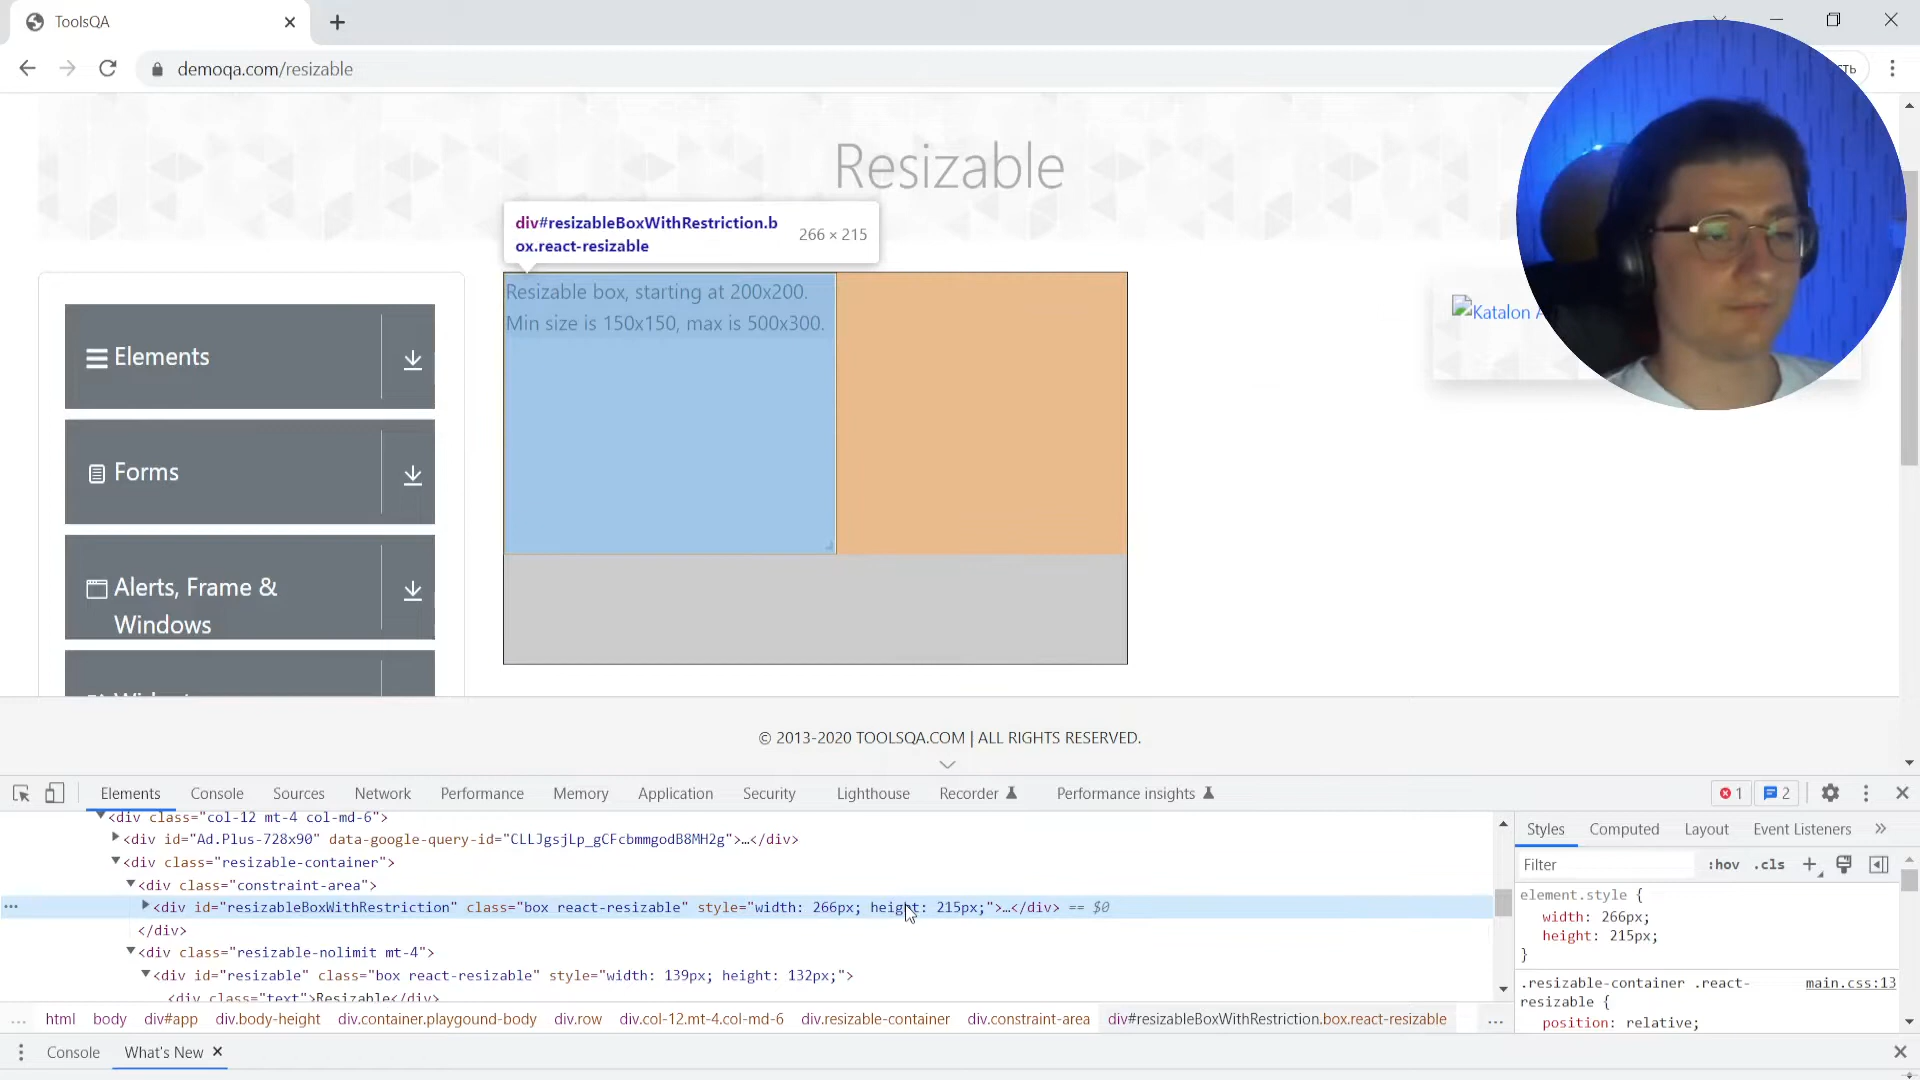 ToolsQA
demoqa.com/resizable
ть
Resizable
div#resizableBoxWithRestriction.b
ox.react-resizable
266 × 215
Resizable box, starting at 200x200.
Min size is 150x150, max is 500x300.
Elements
Forms
Alerts, Frame &
Windows
Katalon
© 2013-2020 TOOLSQA.COM | ALL RIGHTS RESERVED.
Elements Console Sources Network Performance Memory Application Security Lighthouse Recorder Performance insights 1 2
<div class="col-12 mt-4 col-md-6">
<div id="Ad.Plus-728x90" data-google-query-id="CLLJgsjLp_gCFcbmmgodB8MH2g">…</div>
<div class="resizable-container">
<div class="constraint-area">
<div id="resizableBoxWithRestriction" class="box react-resizable" style="width: 266px; height: 215px;">…</div> == $0
</div>
<div class="resizable-nolimit mt-4">
<div id="resizable" class="box react-resizable" style="width: 139px; height: 132px;">
<div class="text">Resizable</div>
Styles Computed Layout Event Listeners »
Filter :hov .cls +
element.style {
width: 266px;
height: 215px;
}
.resizable-container .react- main.css:13
resizable {
position: relative;
… html body div#app div.body-height div.container.playgound-body div.row div.col-12.mt-4.col-md-6 div.resizable-container div.constraint-area div#resizableBoxWithRestriction.box.react-resizable …
Console What's New